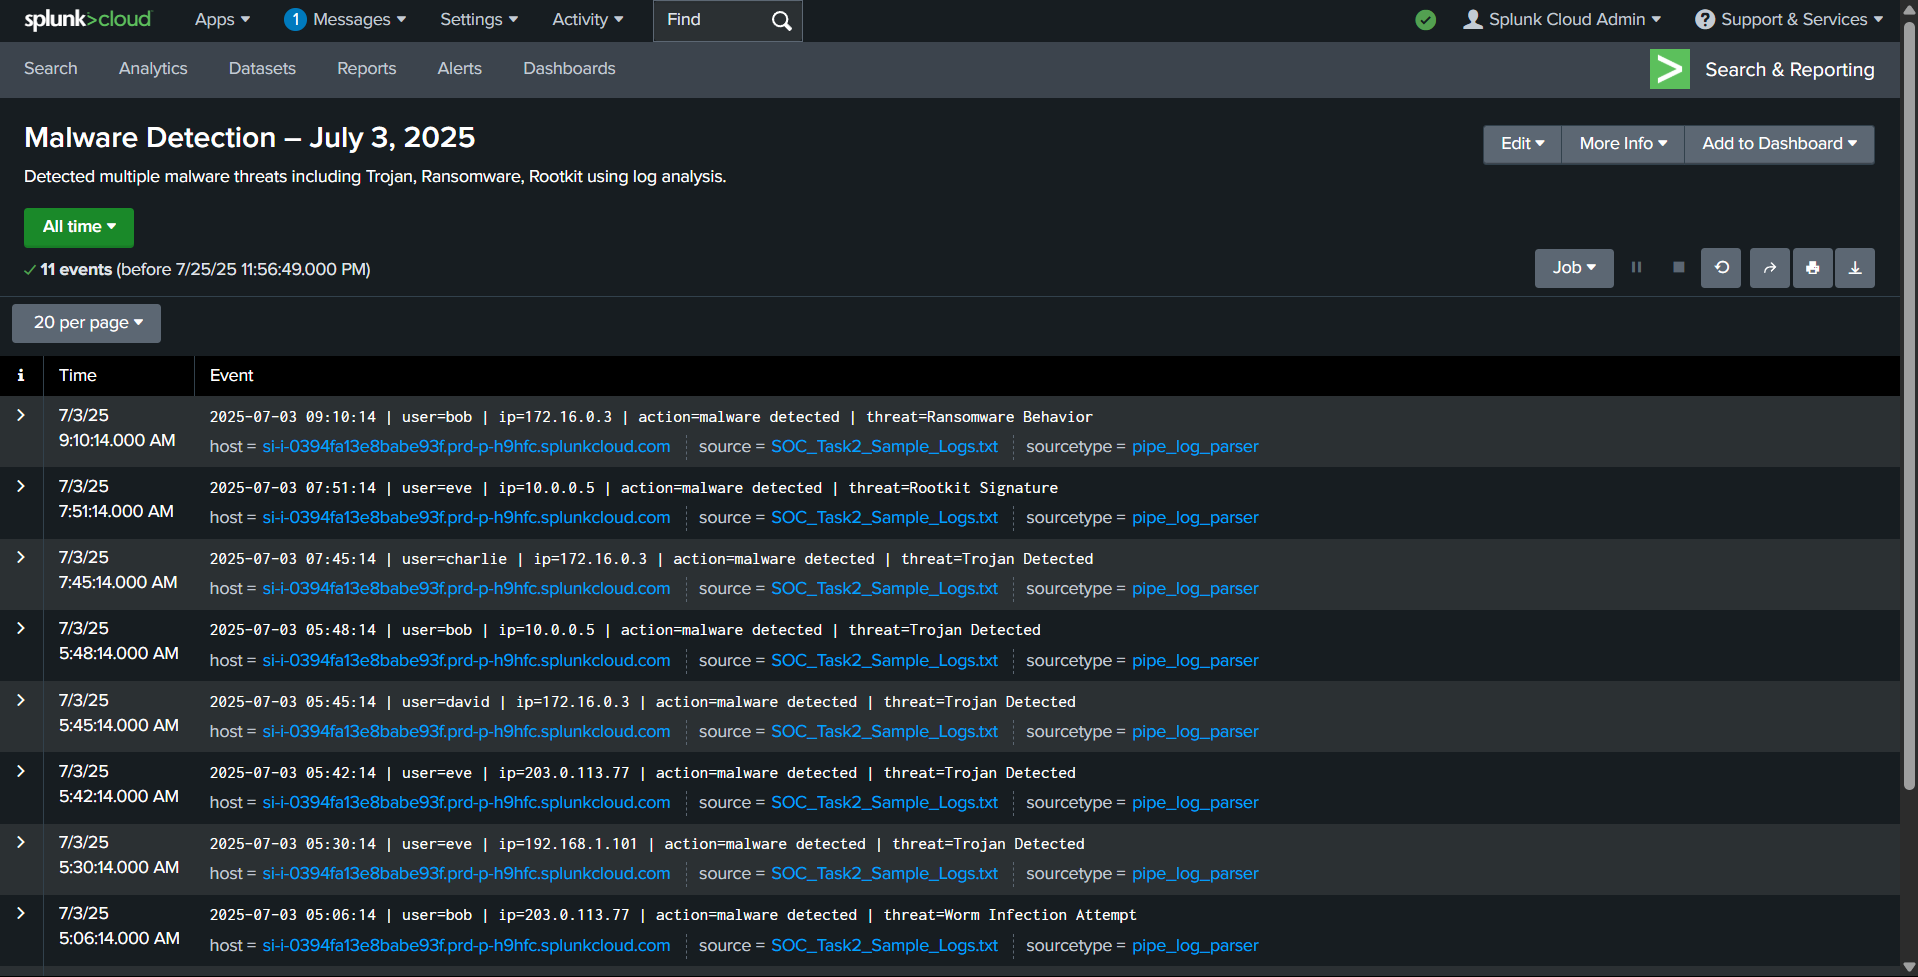 splunk>cloud Apps Messages 1 Settings Activity Find Splunk Cloud Admin ? Support & Services
Search Analytics Datasets Reports Alerts Dashboards > Search & Reporting
Malware Detection – July 3, 2025
Edit More Info Add to Dashboard
Detected multiple malware threats including Trojan, Ransomware, Rootkit using log analysis.
All time
✓ 11 events (before 7/25/25 11:56:49.000 PM)
Job
20 per page
i Time Event
7/3/25
9:10:14.000 AM
2025-07-03 09:10:14 | user=bob | ip=172.16.0.3 | action=malware detected | threat=Ransomware Behavior
host = si-i-0394fa13e8babe93f.prd-p-h9hfc.splunkcloud.com source = SOC_Task2_Sample_Logs.txt sourcetype = pipe_log_parser
7/3/25
7:51:14.000 AM
2025-07-03 07:51:14 | user=eve | ip=10.0.0.5 | action=malware detected | threat=Rootkit Signature
host = si-i-0394fa13e8babe93f.prd-p-h9hfc.splunkcloud.com source = SOC_Task2_Sample_Logs.txt sourcetype = pipe_log_parser
7/3/25
7:45:14.000 AM
2025-07-03 07:45:14 | user=charlie | ip=172.16.0.3 | action=malware detected | threat=Trojan Detected
host = si-i-0394fa13e8babe93f.prd-p-h9hfc.splunkcloud.com source = SOC_Task2_Sample_Logs.txt sourcetype = pipe_log_parser
7/3/25
5:48:14.000 AM
2025-07-03 05:48:14 | user=bob | ip=10.0.0.5 | action=malware detected | threat=Trojan Detected
host = si-i-0394fa13e8babe93f.prd-p-h9hfc.splunkcloud.com source = SOC_Task2_Sample_Logs.txt sourcetype = pipe_log_parser
7/3/25
5:45:14.000 AM
2025-07-03 05:45:14 | user=david | ip=172.16.0.3 | action=malware detected | threat=Trojan Detected
host = si-i-0394fa13e8babe93f.prd-p-h9hfc.splunkcloud.com source = SOC_Task2_Sample_Logs.txt sourcetype = pipe_log_parser
7/3/25
5:42:14.000 AM
2025-07-03 05:42:14 | user=eve | ip=203.0.113.77 | action=malware detected | threat=Trojan Detected
host = si-i-0394fa13e8babe93f.prd-p-h9hfc.splunkcloud.com source = SOC_Task2_Sample_Logs.txt sourcetype = pipe_log_parser
7/3/25
5:30:14.000 AM
2025-07-03 05:30:14 | user=eve | ip=192.168.1.101 | action=malware detected | threat=Trojan Detected
host = si-i-0394fa13e8babe93f.prd-p-h9hfc.splunkcloud.com source = SOC_Task2_Sample_Logs.txt sourcetype = pipe_log_parser
7/3/25
5:06:14.000 AM
2025-07-03 05:06:14 | user=bob | ip=203.0.113.77 | action=malware detected | threat=Worm Infection Attempt
host = si-i-0394fa13e8babe93f.prd-p-h9hfc.splunkcloud.com source = SOC_Task2_Sample_Logs.txt sourcetype = pipe_log_parser